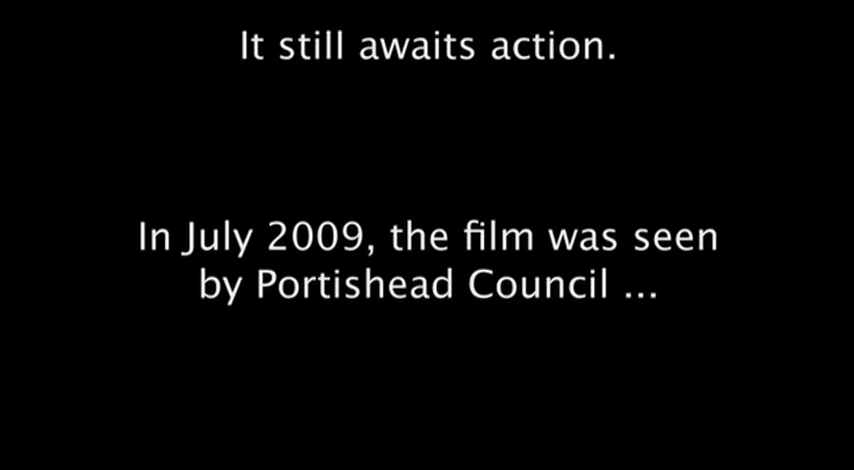 It still awaits action.
In July 2009, the film was seen
by Portishead Council ...